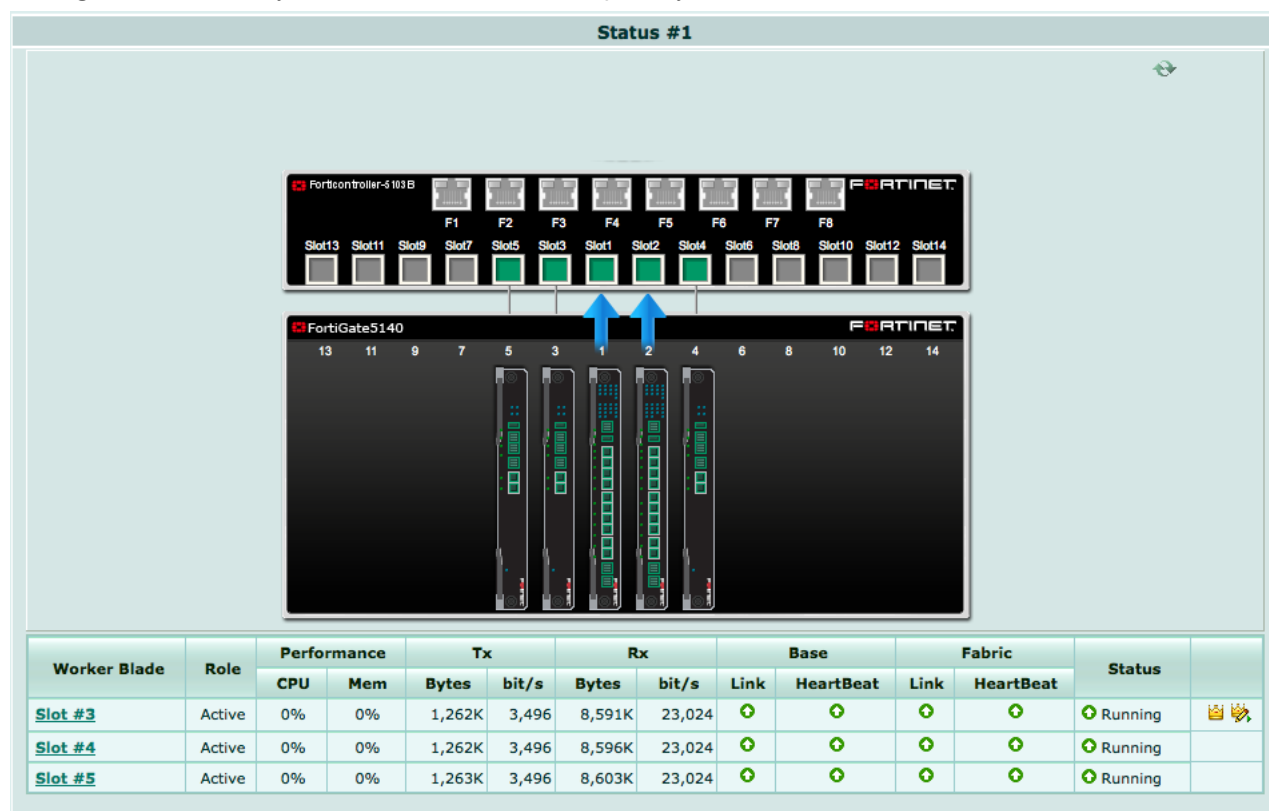 Status #1
Forticontroller-5103B FORTINET
F1 F2 F3 F4 F5 F6 F7 F8
Slot13 Slot11 Slot9 Slot7 Slot5 Slot3 Slot1 Slot2 Slot4 Slot6 Slot8 Slot10 Slot12 Slot14
FortiGate5140 FORTINET
13 11 9 7 5 3 1 2 4 6 8 10 12 14
Worker Blade Role Performance Tx Rx Base Fabric Status
CPU Mem Bytes bit/s Bytes bit/s Link HeartBeat Link HeartBeat
Slot #3 Active 0% 0% 1,262K 3,496 8,591K 23,024 Running
Slot #4 Active 0% 0% 1,262K 3,496 8,596K 23,024 Running
Slot #5 Active 0% 0% 1,263K 3,496 8,603K 23,024 Running